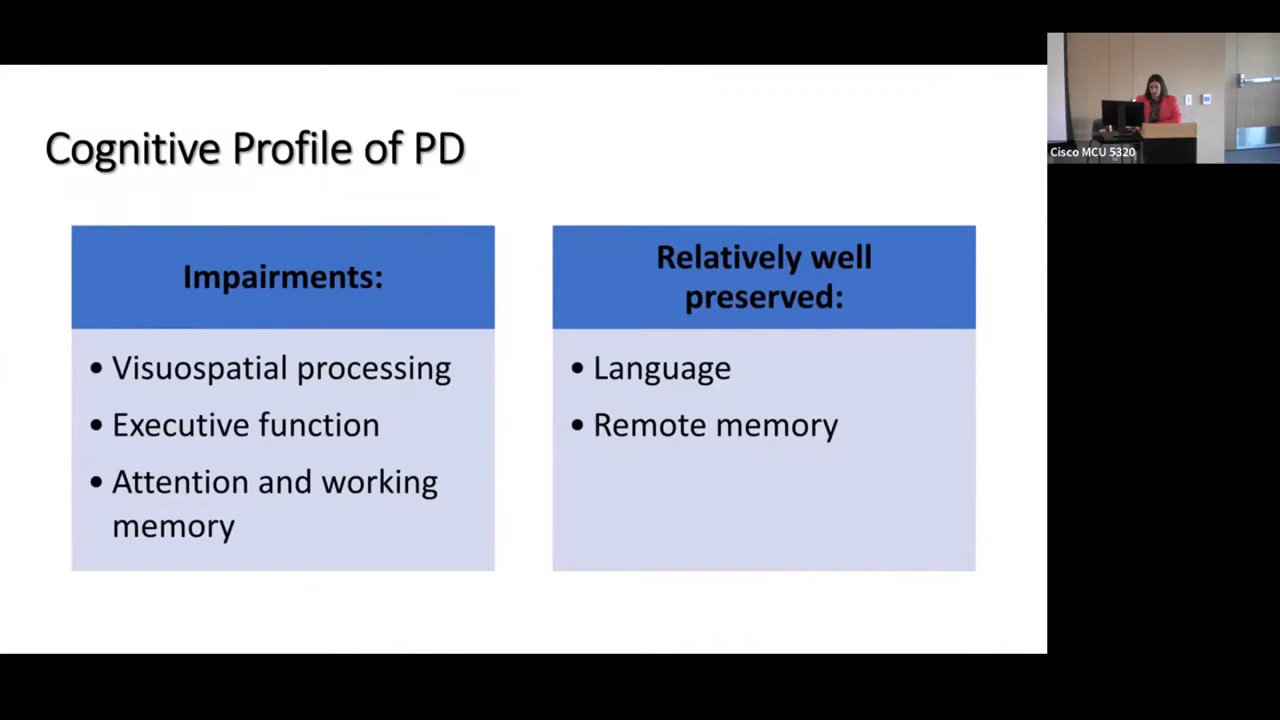 Cognitive Profile of PD
Impairments:
• Visuospatial processing
• Executive function
• Attention and working
memory
Relatively well
preserved:
• Language
• Remote memory
Cisco MCU 5320